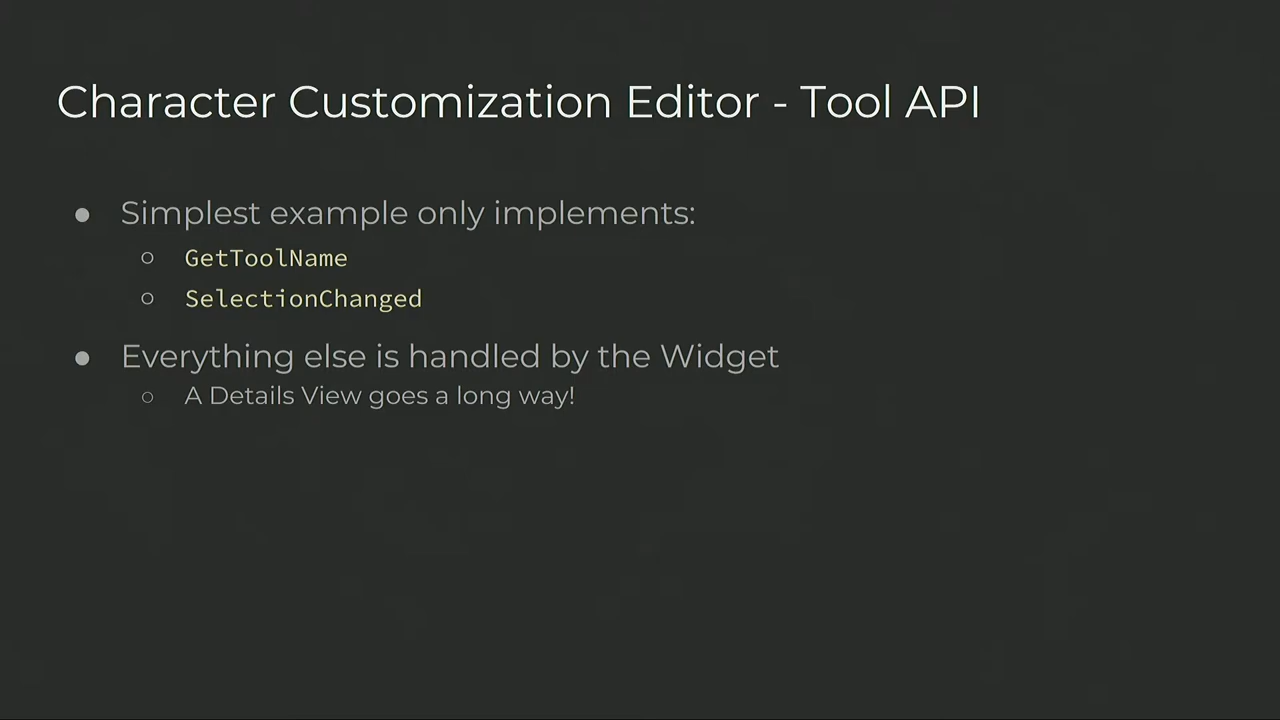 Character Customization Editor - Tool API
● Simplest example only implements:
○ GetToolName
○ SelectionChanged
● Everything else is handled by the Widget
○ A Details View goes a long way!